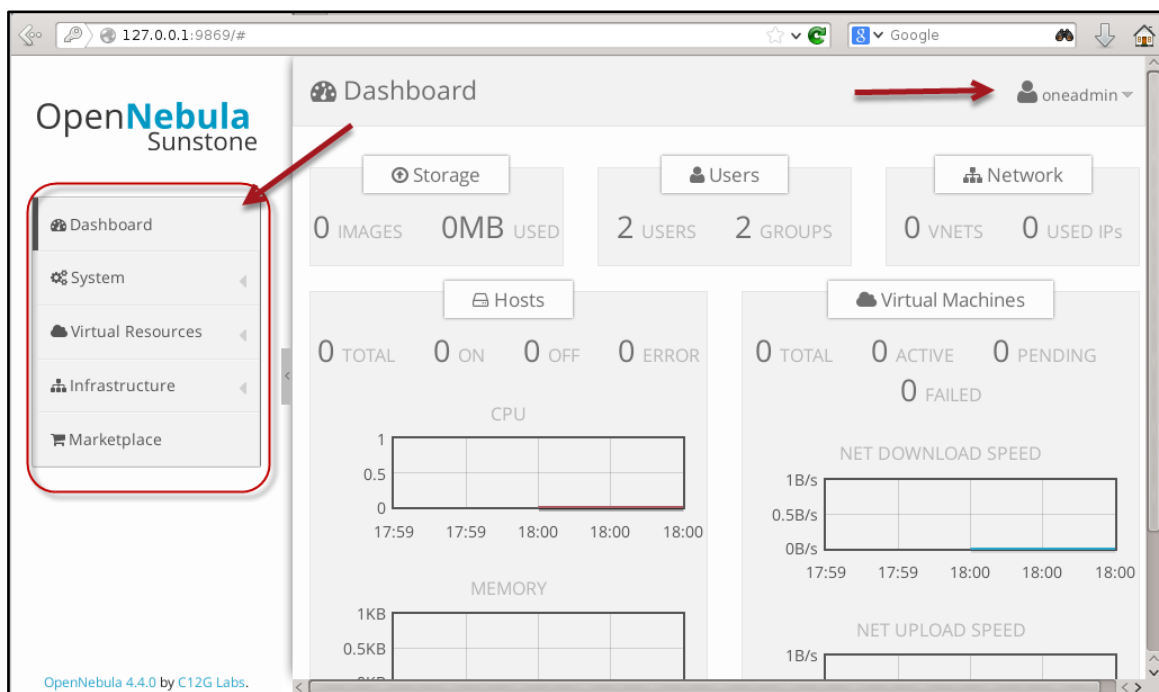 127.0.0.1:9869/#
Google
OpenNebula
Sunstone
Dashboard
System
Virtual Resources
Infrastructure
Marketplace
OpenNebula 4.4.0 by C12G Labs.
Dashboard
oneadmin
Storage
0 IMAGES 0MB USED
Users
2 USERS 2 GROUPS
Network
0 VNETS 0 USED IPs
Hosts
0 TOTAL 0 ON 0 OFF 0 ERROR
CPU
1
0.5
0
17:59 17:59 18:00 18:00 18:00
MEMORY
1KB
0.5KB
0KB
Virtual Machines
0 TOTAL 0 ACTIVE 0 PENDING
0 FAILED
NET DOWNLOAD SPEED
1B/s
0.5B/s
0B/s
17:59 17:59 18:00 18:00 18:00
NET UPLOAD SPEED
1B/s